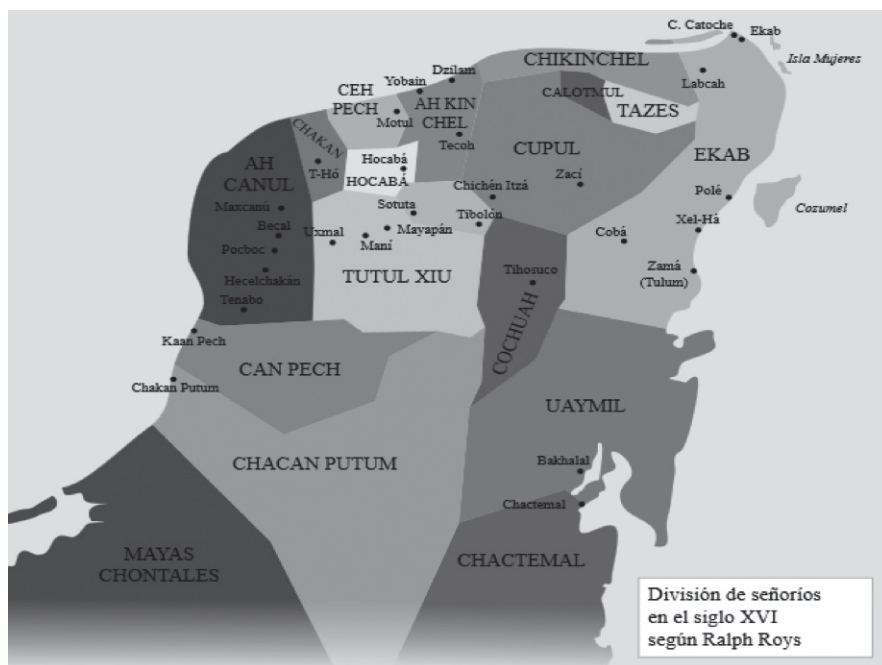 C. Catoche
Ekab
Isla Mujeres
CHIKINCHEL
Dzilam
Yobain
CEH
PECH
Labcah
CALOTMUL
AH KIN
CHEL
Motul
TAZES
CHAKAN
Tecoh
CUPUL
EKAB
Hocabá
HOCABÁ
T-Hó
AH
CANUL
Zací
Chichén Itzá
Polé
Cozumel
Maxcanú
Sotuta
Tibolón
Xel-Há
Becal
Uxmal
Mayapán
Maní
Cobá
Pocboc
TUTUL XIU
Hecelchakán
Tihosuco
Zamá
(Tulum)
Tenabo
COCHUAH
Kaan Pech
CAN PECH
Chakan Putum
UAYMIL
CHACAN PUTUM
Bakhalal
Chactemal
MAYAS
CHONTALES
CHACTEMAL
División de señoríos
en el siglo XVI
según Ralph Roys